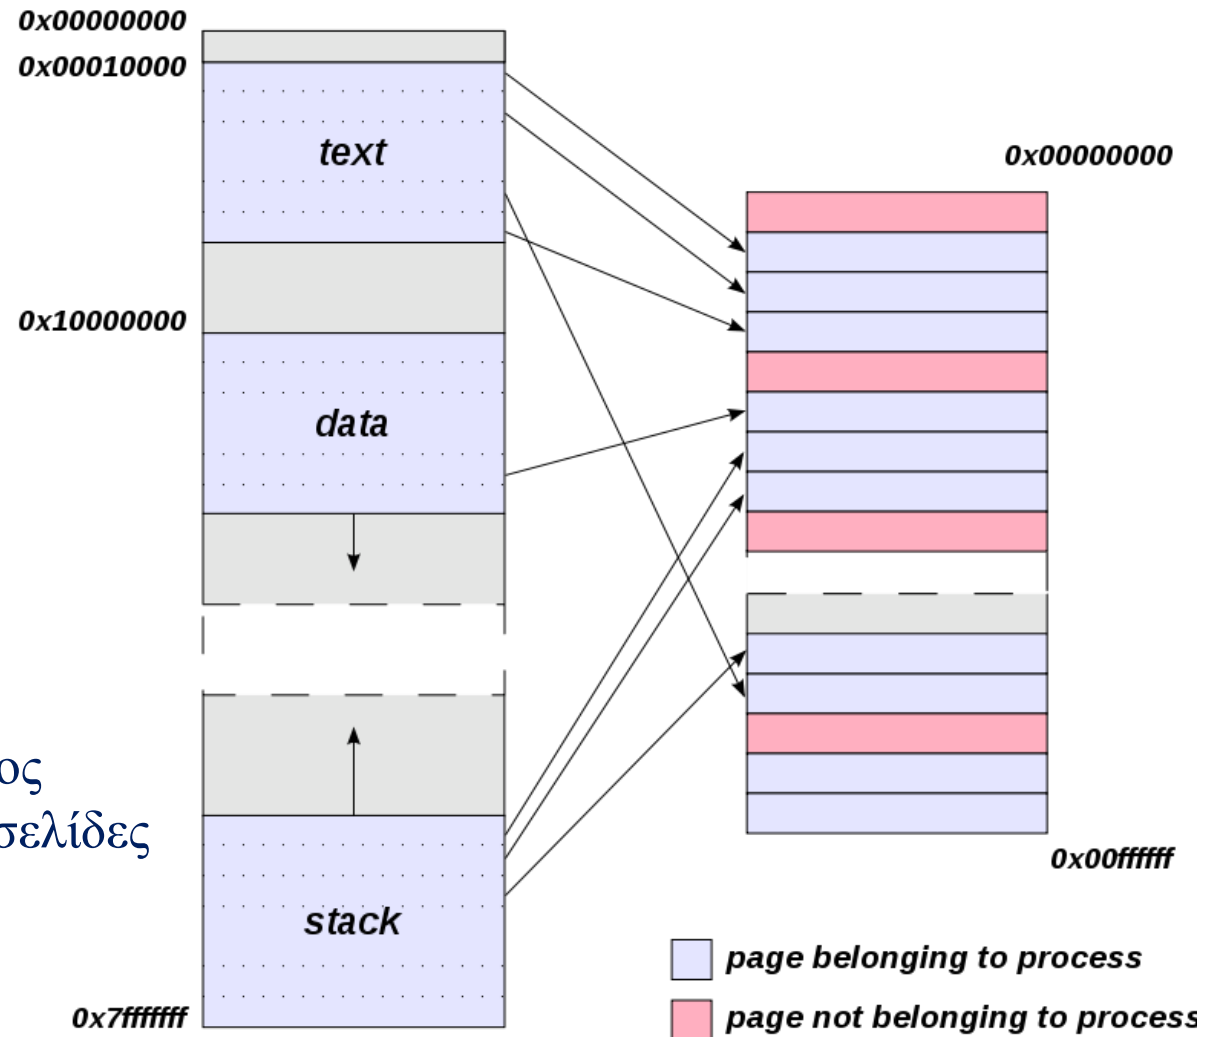 0x00000000
0x00010000
text
0x00000000
0x10000000
data
σελίδες
stack
0x7fffffff
0x00ffffff
page belonging to process
page not belonging to process